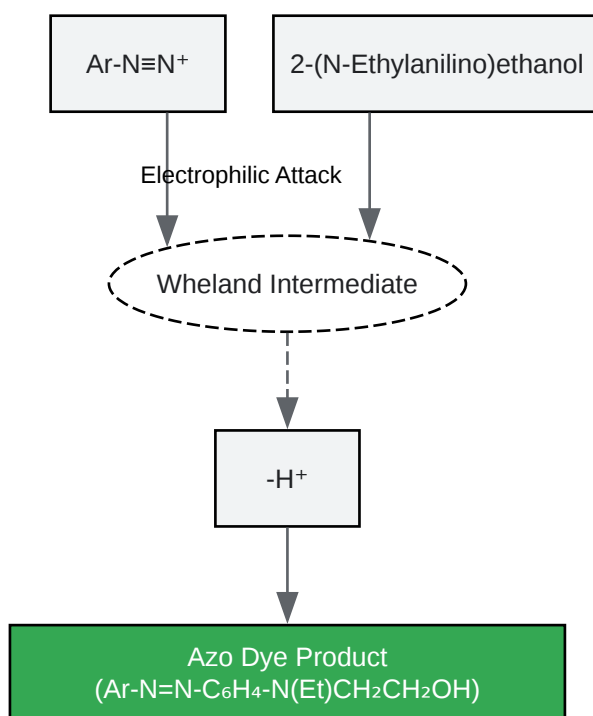 Ar-N≡N⁺
2-(N-Ethylanilino)ethanol
Electrophilic Attack
Wheland Intermediate
-H⁺
Azo Dye Product
(Ar-N=N-C₆H₄-N(Et)CH₂CH₂OH)